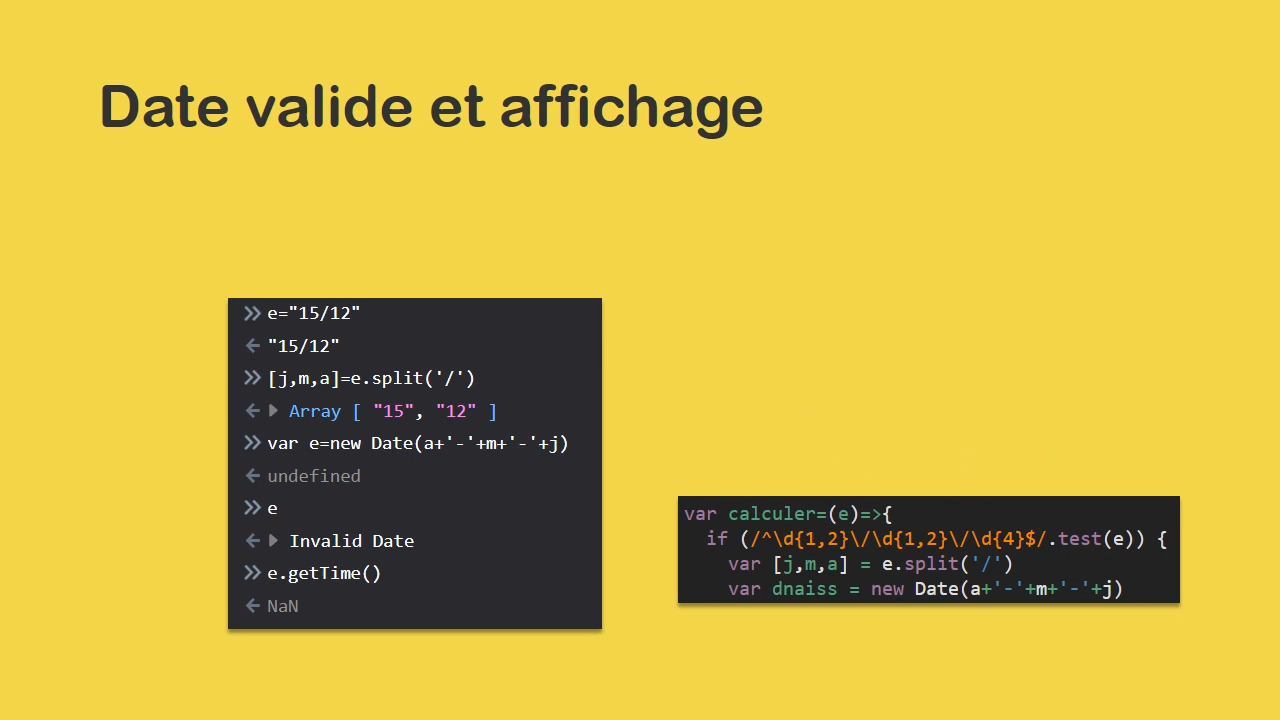 Date valide et affichage
e="15/12"
"15/12"
[j,m,a]=e.split('/')
Array [ "15", "12" ]
var e=new Date(a+'-'+m+'-'+j)
undefined
e
Invalid Date
e.getTime()
NaN
var calculer=(e)=>{
if (/^\d{1,2}\/\d{1,2}\/\d{4}$/.test(e)) {
var [j,m,a] = e.split('/')
var dnaiss = new Date(a+'-'+m+'-'+j)